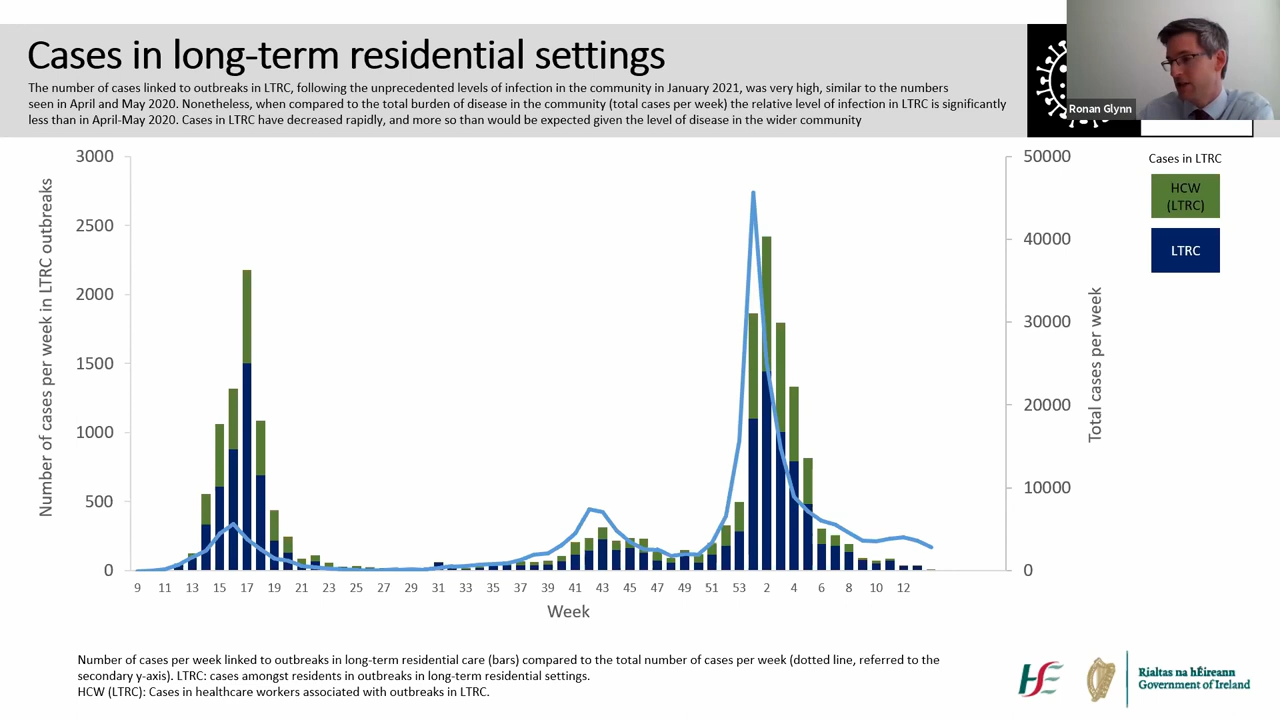 Cases in long-term residential settings
The number of cases linked to outbreaks in LTRC, following the unprecedented levels of infection in the community in January 2021, was very high, similar to the numbers
seen in April and May 2020. Nonetheless, when compared to the total burden of disease in the community (total cases per week) the relative level of infection in LTRC is significantly
less than in April-May 2020. Cases in LTRC have decreased rapidly, and more so than would be expected given the level of disease in the wider community
Ronan Glynn
Number of cases per week in LTRC outbreaks
3000
2500
2000
1500
1000
500
0
9 11 13 15 17 19 21 23 25 27 29 31 33 35 37 39 41 43 45 47 49 51 53 2 4 6 8 10 12
Week
50000
40000
30000
20000
10000
0
Total cases per week
Cases in LTRC
HCW
(LTRC)
LTRC
Number of cases per week linked to outbreaks in long-term residential care (bars) compared to the total number of cases per week (dotted line, referred to the
secondary y-axis). LTRC: cases amongst residents in outbreaks in long-term residential settings.
HCW (LTRC): Cases in healthcare workers associated with outbreaks in LTRC.
Rialtas na hÉireann
Government of Ireland